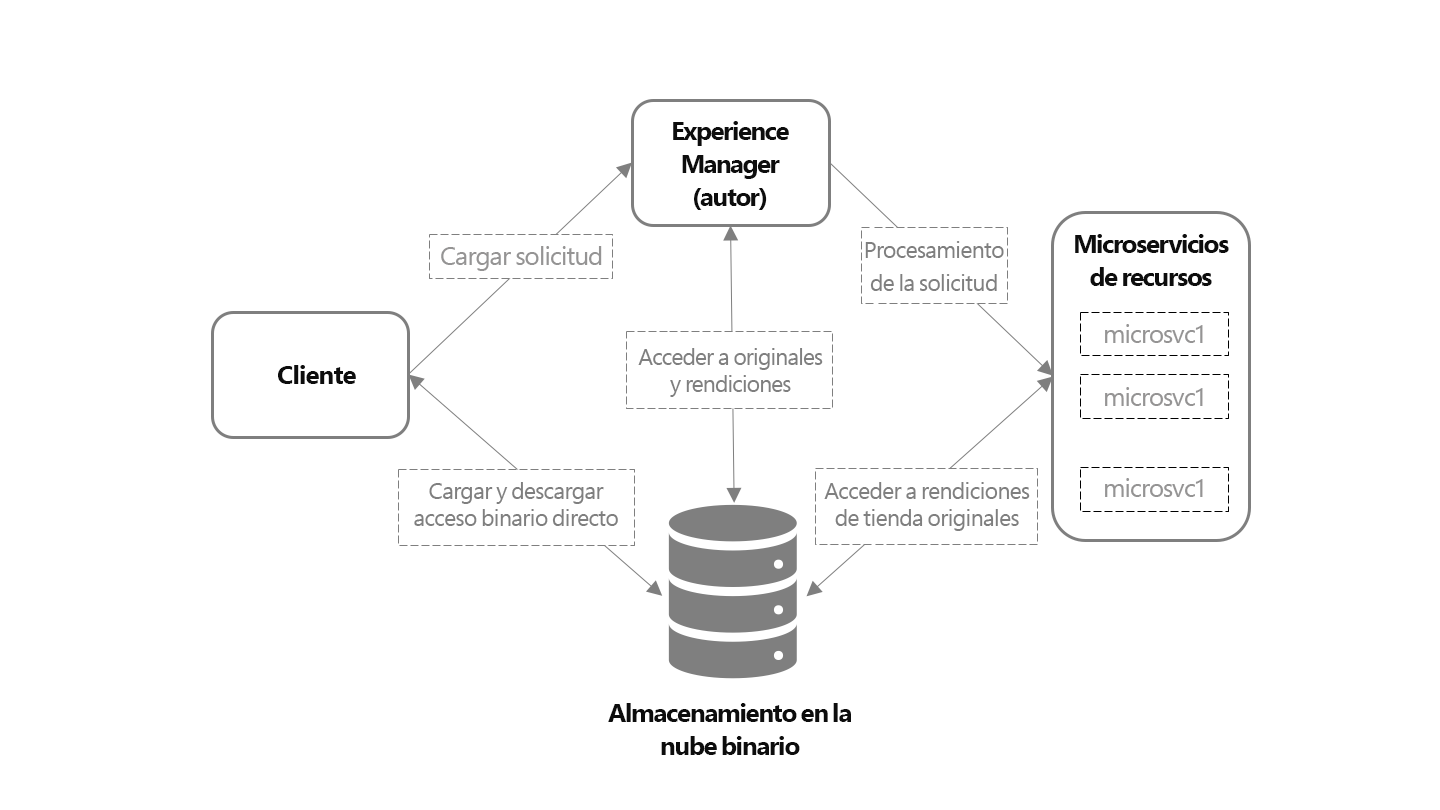 Experience
Manager
(autor)
Cargar solicitud
Procesamiento
de la solicitud
Microservicios
de recursos
microsvc1
microsvc1
microsvc1
Cliente
Acceder a originales
y rendiciones
Cargar y descargar
acceso binario directo
Acceder a rendiciones
de tienda originales
Almacenamiento en la
nube binario